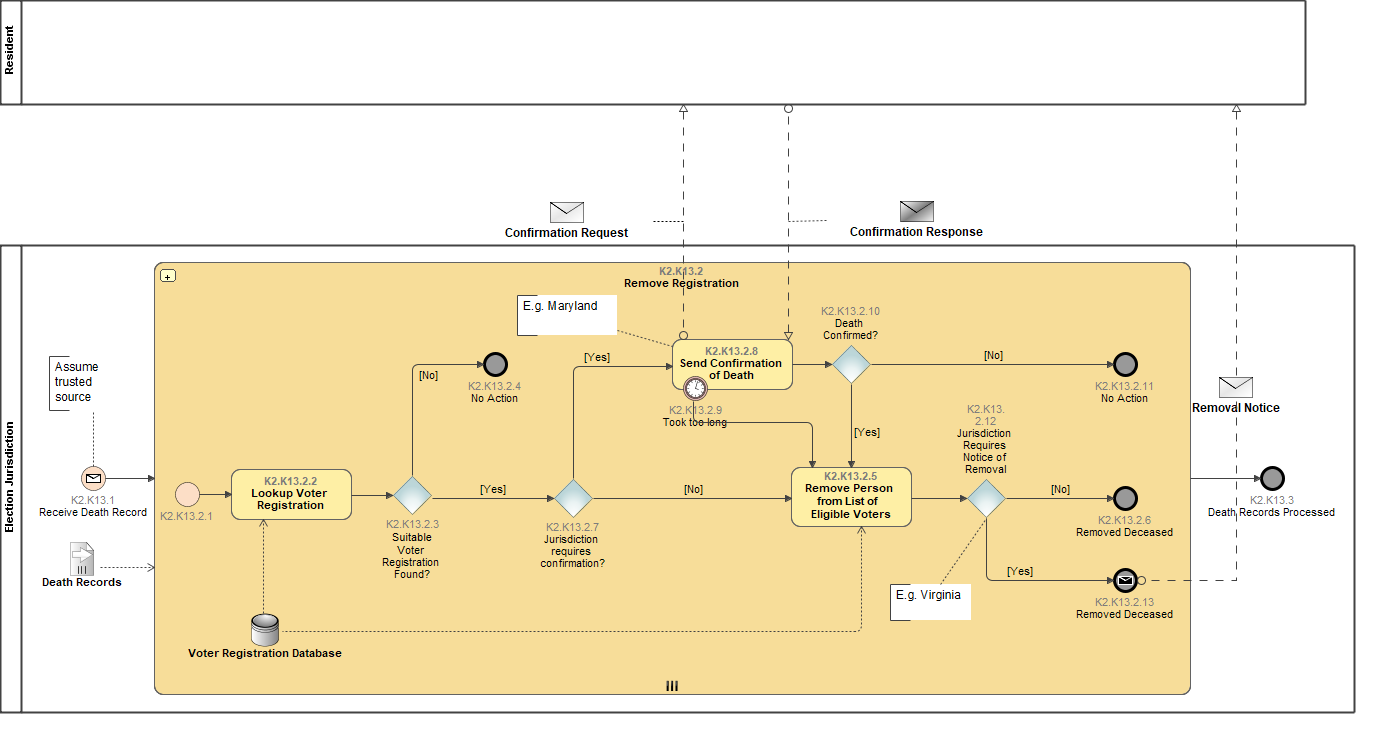 Resident
Confirmation Request
Confirmation Response
Election Jurisdiction
K2.K13.2
Remove Registration
E.g. Maryland
K2.K13.2.10
Death
Confirmed?
K2.K13.2.8
Send Confirmation
of Death
[No]
[Yes]
K2.K13.2.11
No Action
Assume
trusted
source
[No]
K2.K13.2.4
No Action
K2.K13.2.9
Took too long
[Yes]
K2.K13.
2.12
Jurisdiction
Requires
Notice of
Removal
Removal Notice
K2.K13.1
Receive Death Record
K2.K13.2.1
K2.K13.2.2
Lookup Voter
Registration
[Yes]
K2.K13.2.3
Suitable
Voter
Registration
Found?
K2.K13.2.7
Jurisdiction
requires
confirmation?
[No]
K2.K13.2.5
Remove Person
from List of
Eligible Voters
[No]
K2.K13.2.6
Removed Deceased
K2.K13.3
Death Records Processed
Death Records
[Yes]
K2.K13.2.13
Removed Deceased
E.g. Virginia
Voter Registration Database